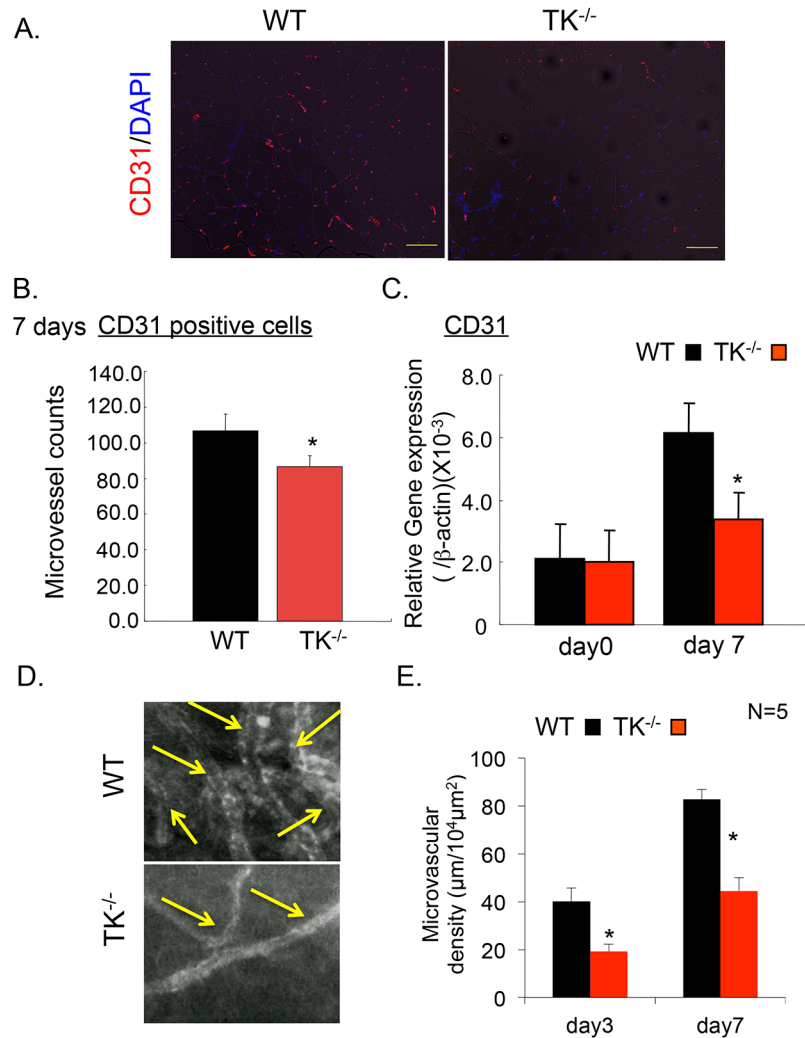 A.
WT
TK-/-
CD31/DAPI
B.
7 days CD31 positive cells
Microvessel counts
140.0
120.0
100.0
80.0
60.0
40.0
20.0
0.0
*
WT
TK-/-
C.
CD31
WT TK-/-
Relative Gene expression
( /β-actin)(X10-3)
8.0
6.0
4.0
2.0
0
*
day0
day 7
D.
WT
TK-/-
E.
N=5
WT TK-/-
Microvascular
density (μm/10⁴μm²)
100
80
60
40
20
0
*
*
day3
day7